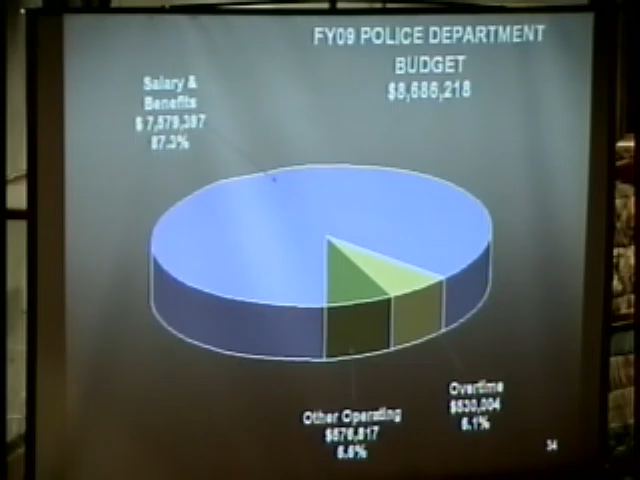 FY09 POLICE DEPARTMENT
BUDGET
$8,686,218
Salary &
Benefits
$ 7,579,397
87.3%
Overtime
$530,004
6.1%
Other Operating
$576,817
6.6%
34